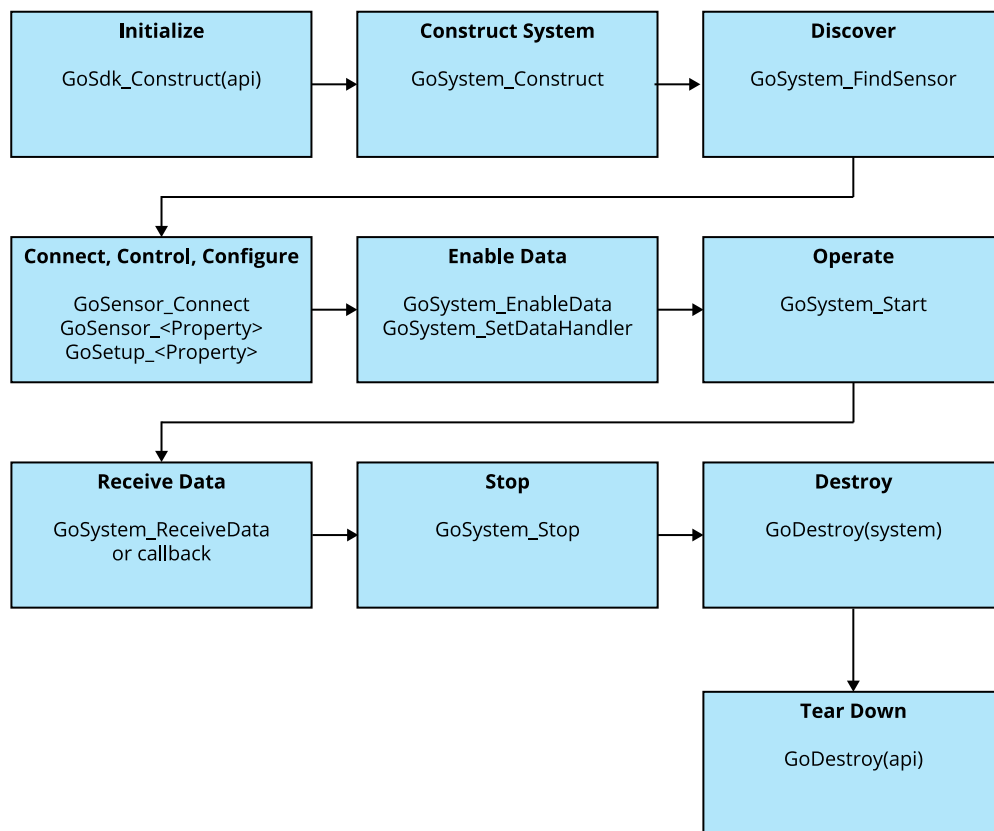 Initialize
GoSdk_Construct(api)
Construct System
GoSystem_Construct
Discover
GoSystem_FindSensor
Connect, Control, Configure
GoSensor_Connect
GoSensor_<Property>
GoSetup_<Property>
Enable Data
GoSystem_EnableData
GoSystem_SetDataHandler
Operate
GoSystem_Start
Receive Data
GoSystem_ReceiveData
or callback
Stop
GoSystem_Stop
Destroy
GoDestroy(system)
Tear Down
GoDestroy(api)